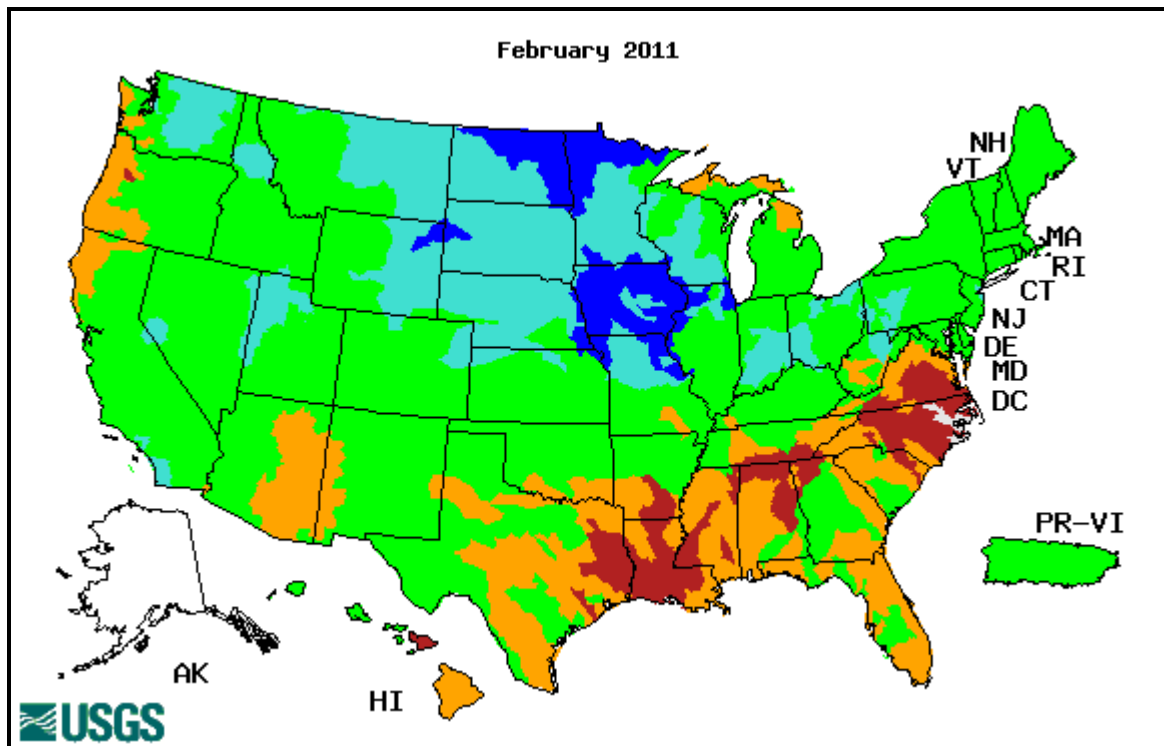 February 2011
NH
VT
MA
RI
CT
NJ
DE
MD
DC
PR-VI
AK
HI
USGS